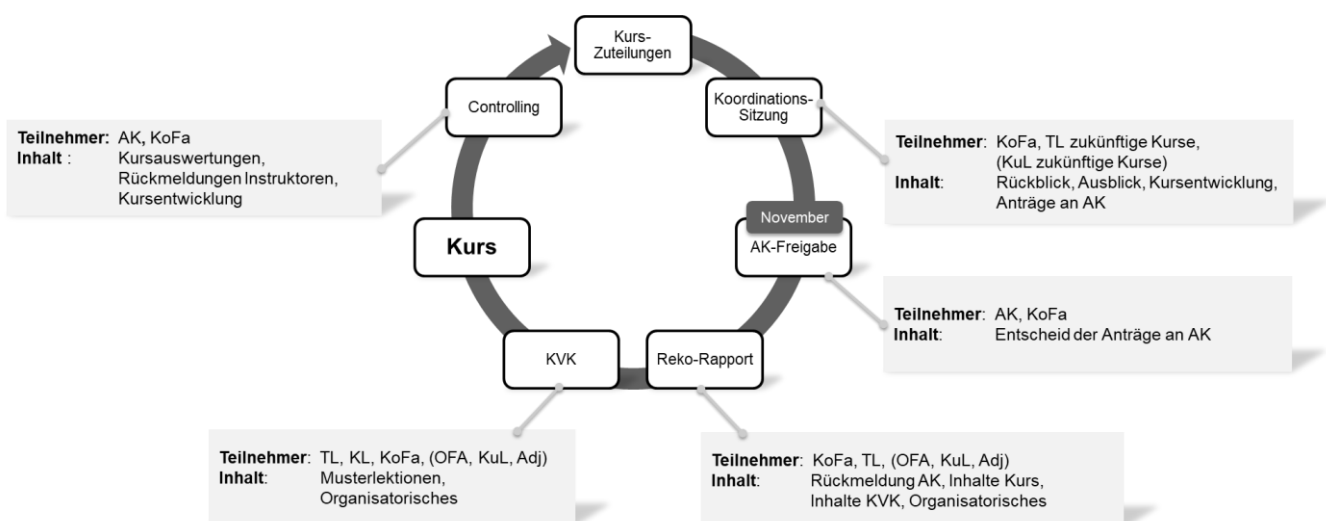 Kurs-
Zuteilungen
Koordinations-
Sitzung
Teilnehmer: KoFa, TL zukünftige Kurse,
(KuL zukünftige Kurse)
Inhalt: Rückblick, Ausblick, Kursentwicklung,
Anträge an AK
November
AK-Freigabe
Teilnehmer: AK, KoFa
Inhalt: Entscheid der Anträge an AK
Reko-Rapport
Teilnehmer: KoFa, TL, (OFA, KuL, Adj)
Inhalt: Rückmeldung AK, Inhalte Kurs,
Inhalte KVK, Organisatorisches
KVK
Teilnehmer: TL, KL, KoFa, (OFA, KuL, Adj)
Inhalt: Musterlektionen,
Organisatorisches
Kurs
Controlling
Teilnehmer: AK, KoFa
Inhalt : Kursauswertungen,
Rückmeldungen Instruktoren,
Kursentwicklung